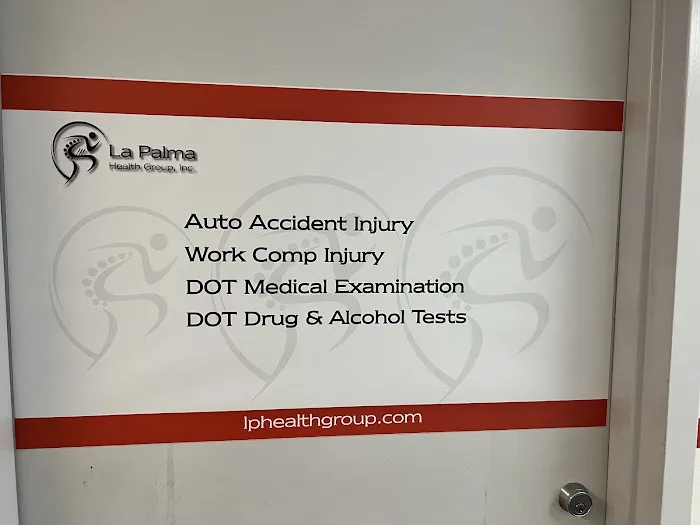 La Palma
Health Group, Inc.
Auto Accident Injury
Work Comp Injury
DOT Medical Examination
DOT Drug & Alcohol Tests
lphealthgroup.com